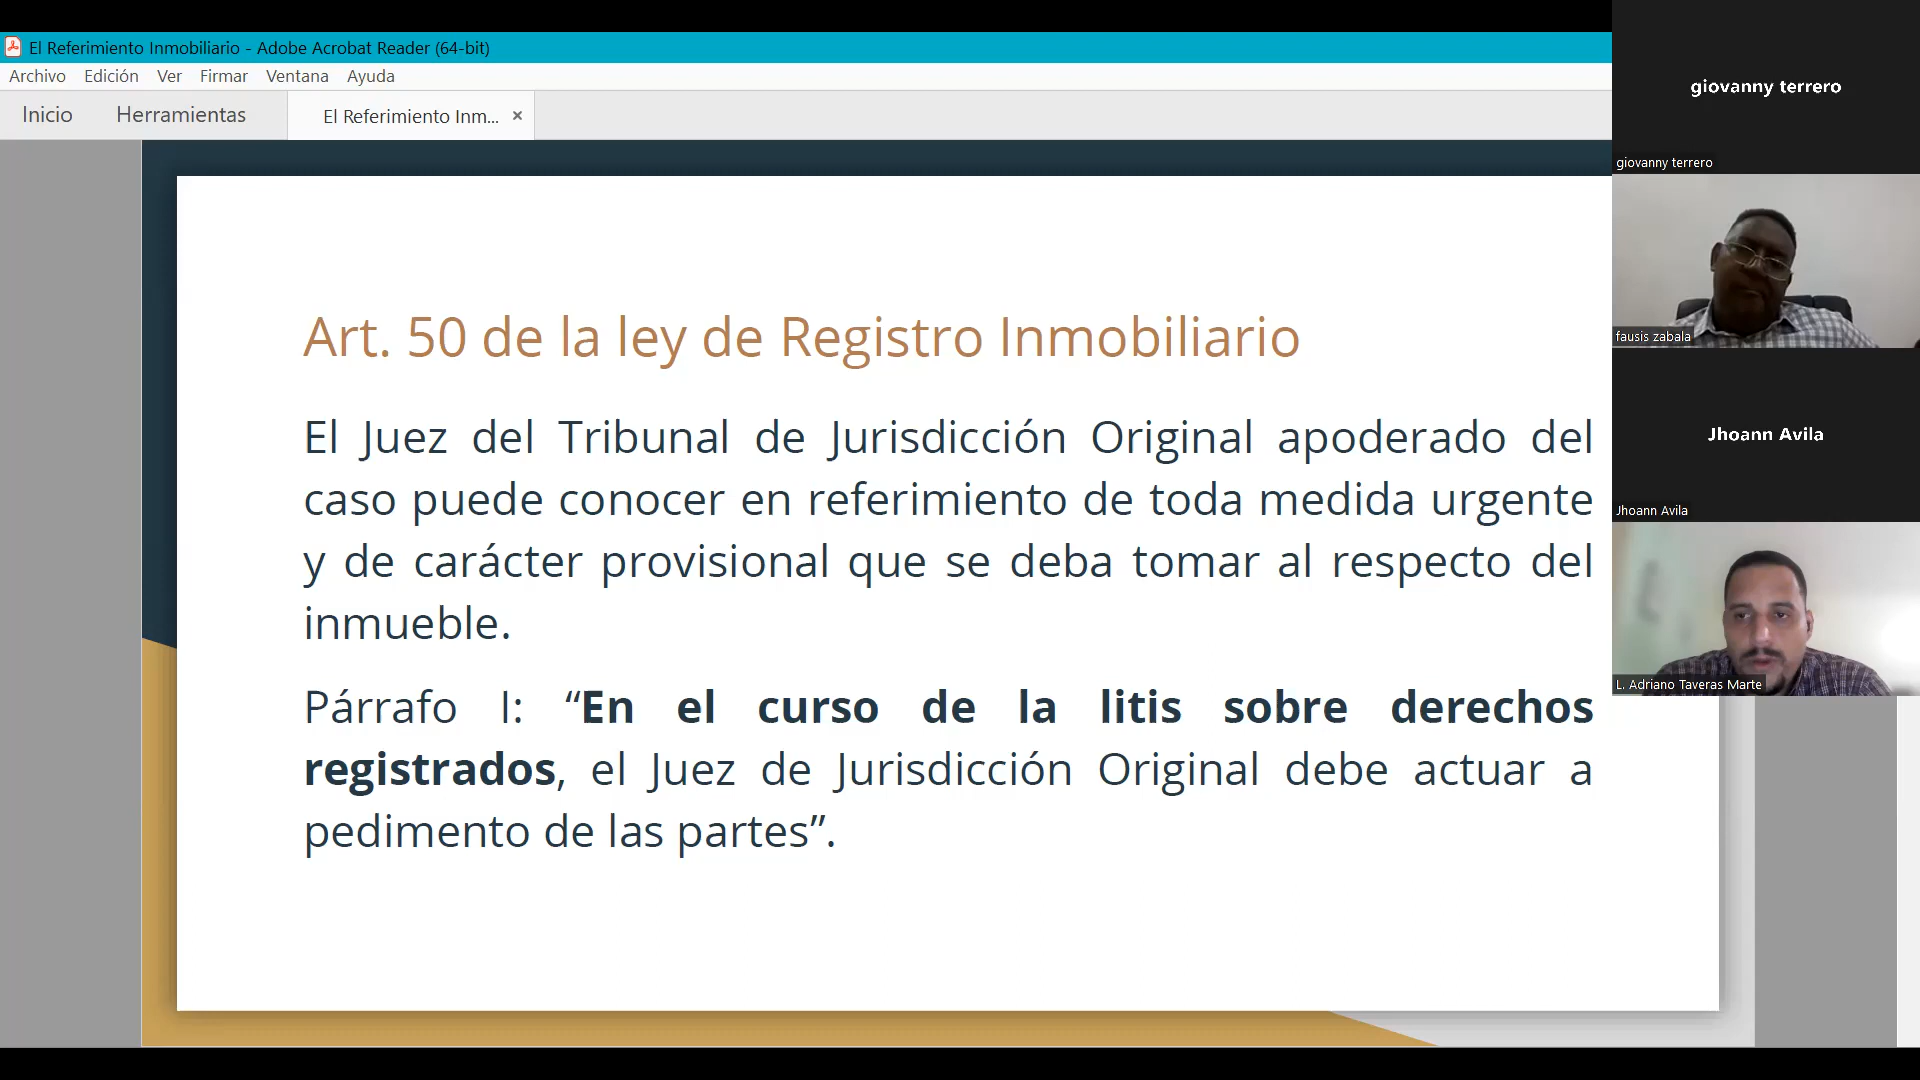 El Referimiento Inmobiliario - Adobe Acrobat Reader (64-bit)
Archivo Edición Ver Firmar Ventana Ayuda
Inicio Herramientas El Referimiento Inm... ×
Art. 50 de la ley de Registro Inmobiliario
El Juez del Tribunal de Jurisdicción Original apoderado del
caso puede conocer en referimiento de toda medida urgente
y de carácter provisional que se deba tomar al respecto del
inmueble.
Párrafo I: “En el curso de la litis sobre derechos
registrados, el Juez de Jurisdicción Original debe actuar a
pedimento de las partes”.
giovanny terrero
giovanny terrero
fausis zabala
Jhoann Avila
Jhoann Avila
L. Adriano Taveras Marte